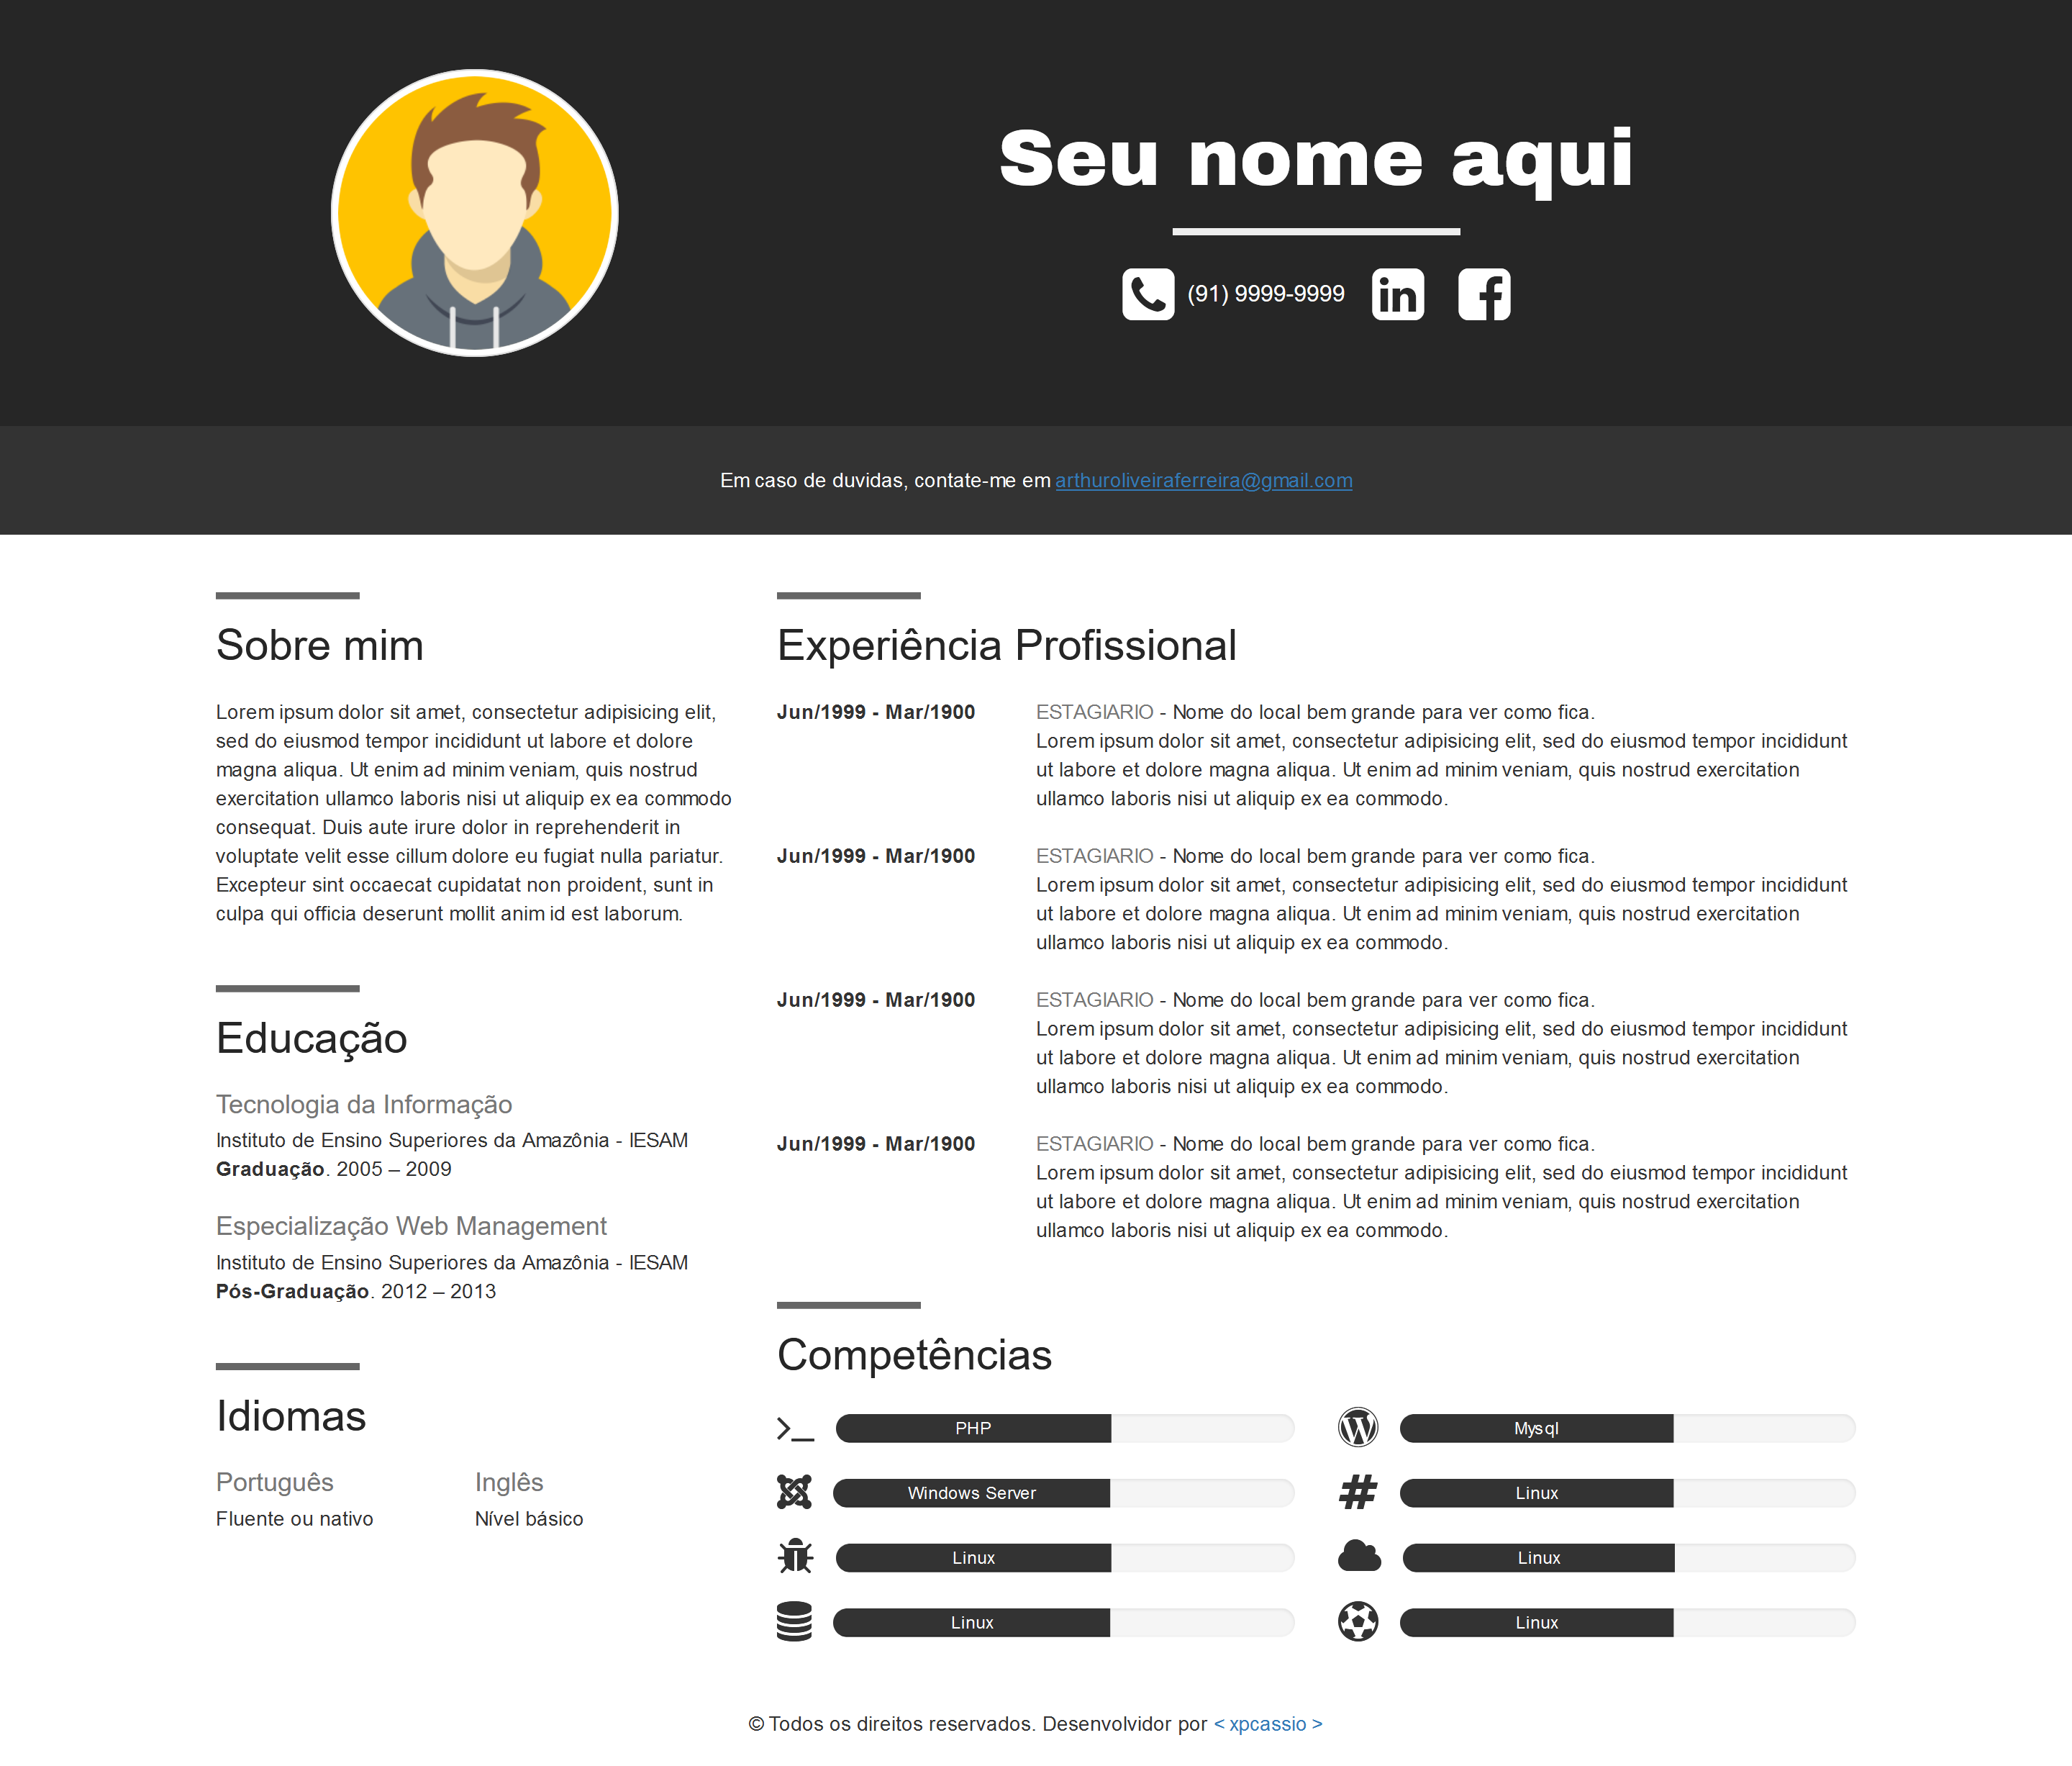 Seu nome aqui
(91) 9999-9999
Em caso de duvidas, contate-me em arthuroliveiraferreira@gmail.com
Sobre mim
Lorem ipsum dolor sit amet, consectetur adipisicing elit,
sed do eiusmod tempor incididunt ut labore et dolore
magna aliqua. Ut enim ad minim veniam, quis nostrud
exercitation ullamco laboris nisi ut aliquip ex ea commodo
consequat. Duis aute irure dolor in reprehenderit in
voluptate velit esse cillum dolore eu fugiat nulla pariatur.
Excepteur sint occaecat cupidatat non proident, sunt in
culpa qui officia deserunt mollit anim id est laborum.
Educação
Tecnologia da Informação
Instituto de Ensino Superiores da Amazônia - IESAM
Graduação. 2005 – 2009
Especialização Web Management
Instituto de Ensino Superiores da Amazônia - IESAM
Pós-Graduação. 2012 – 2013
Idiomas
Português
Fluente ou nativo
Inglês
Nível básico
Experiência Profissional
Jun/1999 - Mar/1900
ESTAGIARIO - Nome do local bem grande para ver como fica.
Lorem ipsum dolor sit amet, consectetur adipisicing elit, sed do eiusmod tempor incididunt
ut labore et dolore magna aliqua. Ut enim ad minim veniam, quis nostrud exercitation
ullamco laboris nisi ut aliquip ex ea commodo.
Jun/1999 - Mar/1900
ESTAGIARIO - Nome do local bem grande para ver como fica.
Lorem ipsum dolor sit amet, consectetur adipisicing elit, sed do eiusmod tempor incididunt
ut labore et dolore magna aliqua. Ut enim ad minim veniam, quis nostrud exercitation
ullamco laboris nisi ut aliquip ex ea commodo.
Jun/1999 - Mar/1900
ESTAGIARIO - Nome do local bem grande para ver como fica.
Lorem ipsum dolor sit amet, consectetur adipisicing elit, sed do eiusmod tempor incididunt
ut labore et dolore magna aliqua. Ut enim ad minim veniam, quis nostrud exercitation
ullamco laboris nisi ut aliquip ex ea commodo.
Jun/1999 - Mar/1900
ESTAGIARIO - Nome do local bem grande para ver como fica.
Lorem ipsum dolor sit amet, consectetur adipisicing elit, sed do eiusmod tempor incididunt
ut labore et dolore magna aliqua. Ut enim ad minim veniam, quis nostrud exercitation
ullamco laboris nisi ut aliquip ex ea commodo.
Competências
PHP
Mysql
Windows Server
Linux
Linux
Linux
Linux
Linux
© Todos os direitos reservados. Desenvolvidor por < xpcassio >